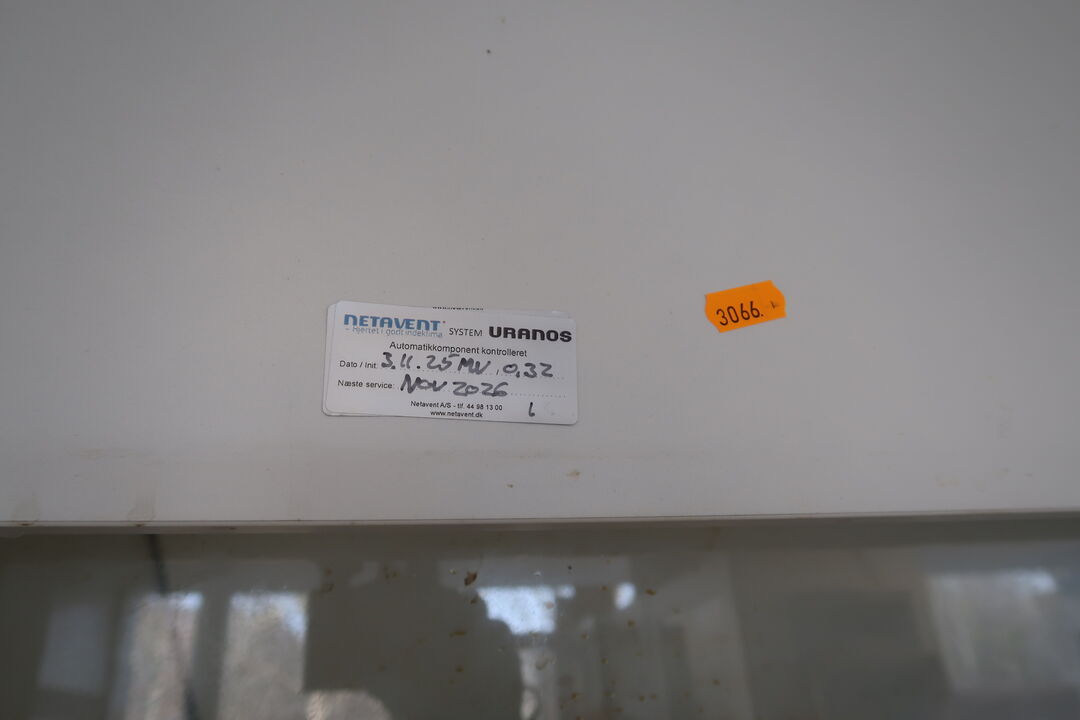 NETAVENT
- Hjertet i godt indeklima
SYSTEM URANOS
Automatikkomponent kontrolleret
Dato / Init. 3.11.25 MV, 0,32
Næste service: NOV 2026
Netavent A/S - tlf. 44 98 13 00
www.netavent.dk
L
3066.